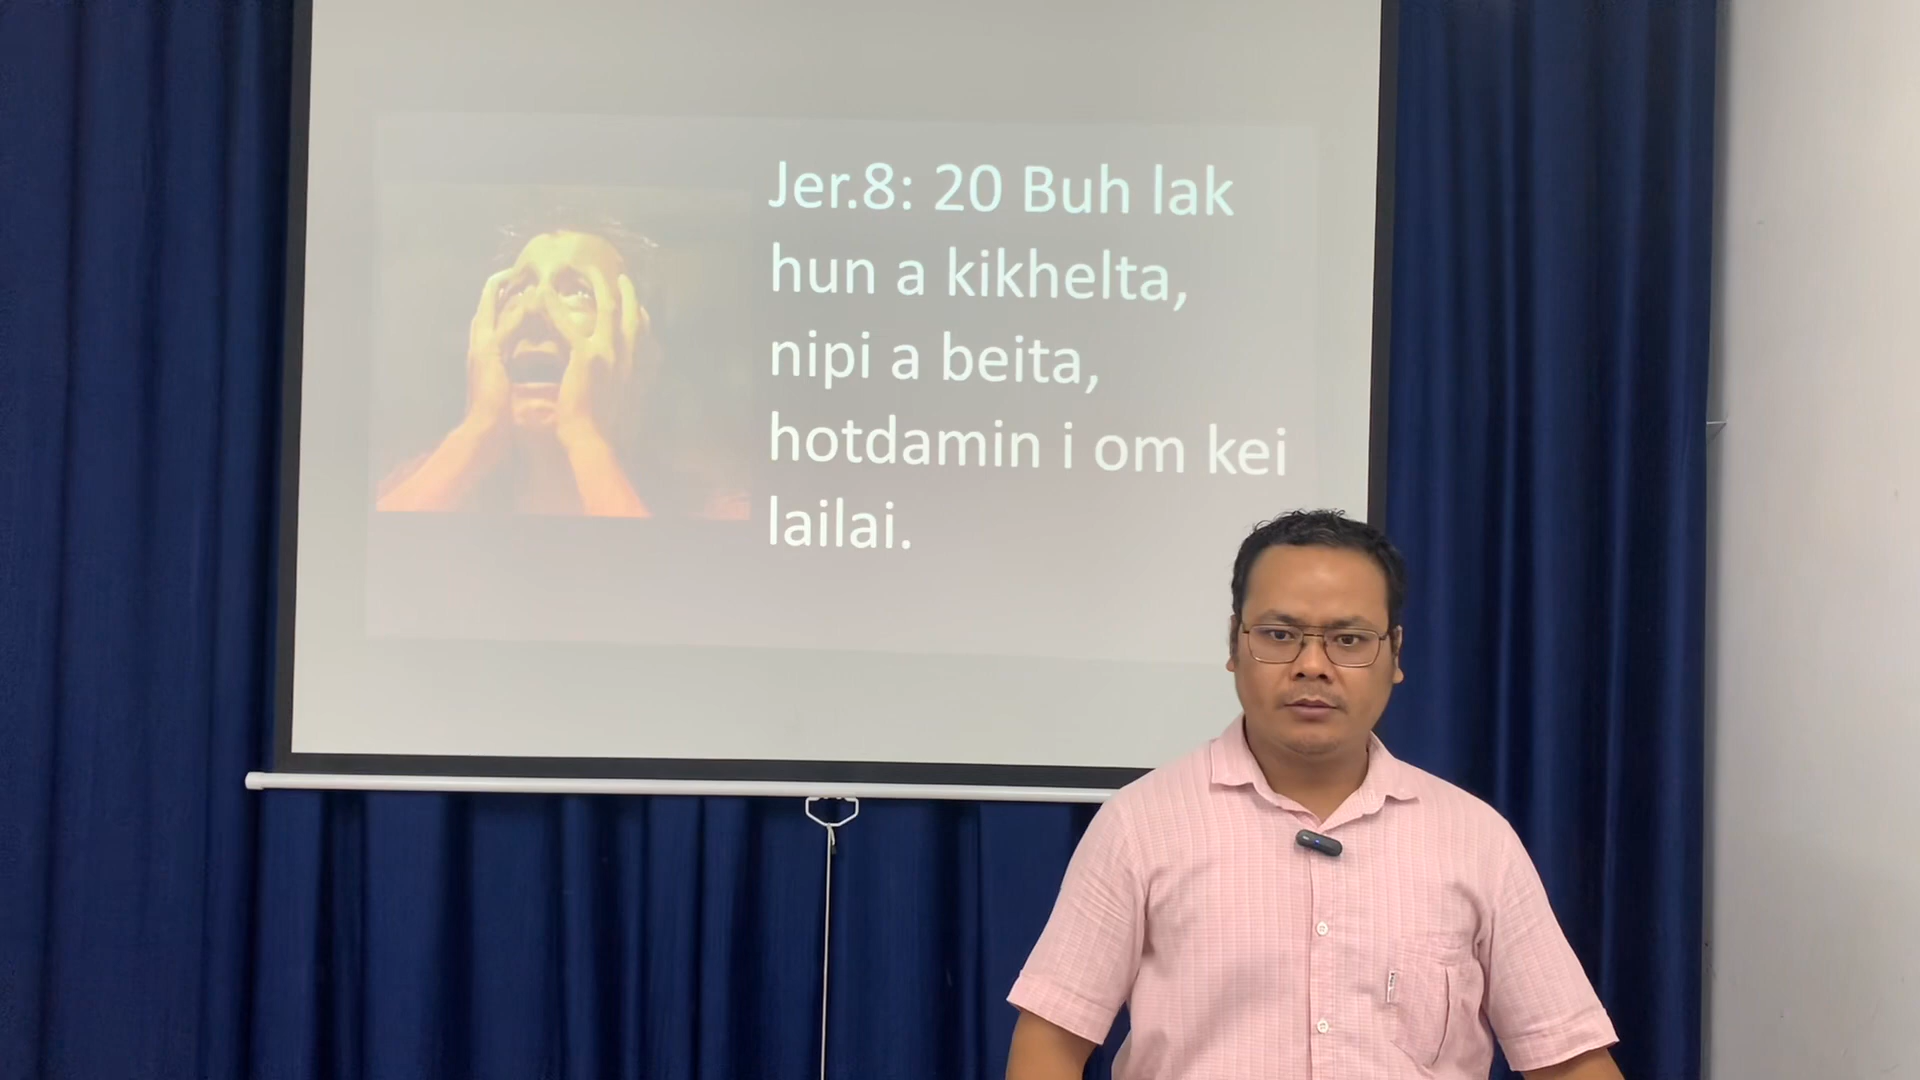 Jer.8: 20 Buh lak
hun a kikhelta,
nipi a beita,
hotdamin i om kei
lailai.